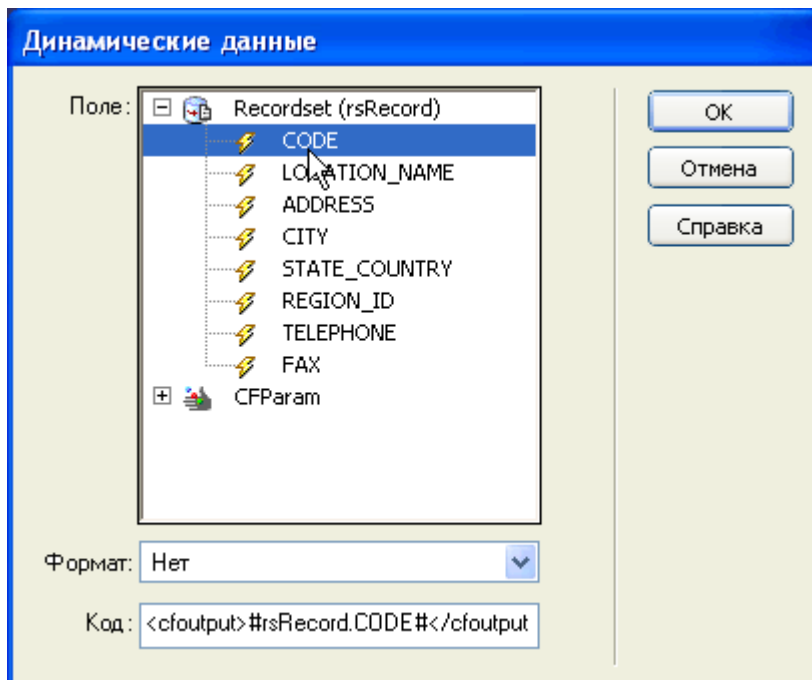 Динамические данные
Поле:
Recordset (rsRecord)
CODE
LOCATION_NAME
ADDRESS
CITY
STATE_COUNTRY
REGION_ID
TELEPHONE
FAX
CFParam
OK
Отмена
Справка
Формат: Нет
Код: <cfoutput>#rsRecord.CODE#</cfoutput